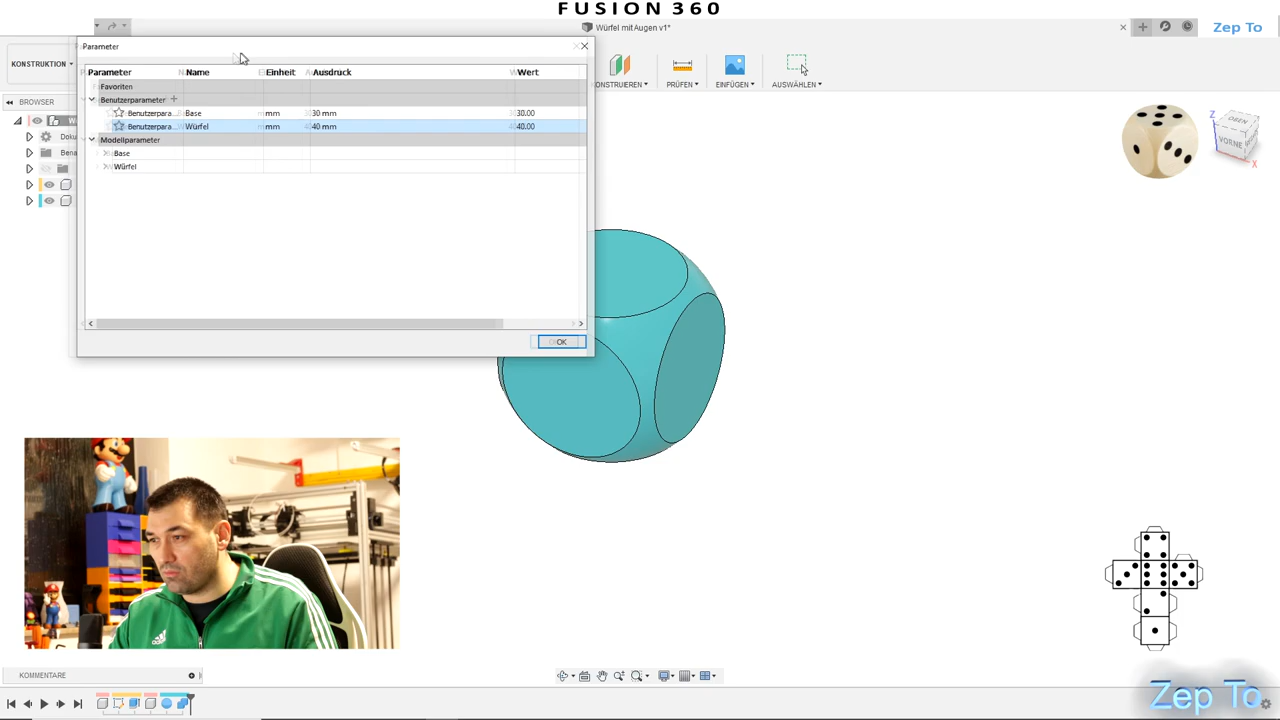 FUSION 360
Würfel mit Augen v1*
Zep To
Parameter
KONSTRUKTION
KONSTRUIEREN
PRÜFEN
EINFÜGEN
AUSWÄHLEN
Parameter Name Einheit Ausdruck Wert
Favoriten
Benutzerparameter
Benutzerpara... Base mm 30 mm 30.00
Benutzerpara... Würfel mm 40 mm 40.00
Modellparameter
Base
Würfel
OK
BROWSER
Doku
Bena
OBEN
VORNE
Z
X
KOMMENTARE
Zep To